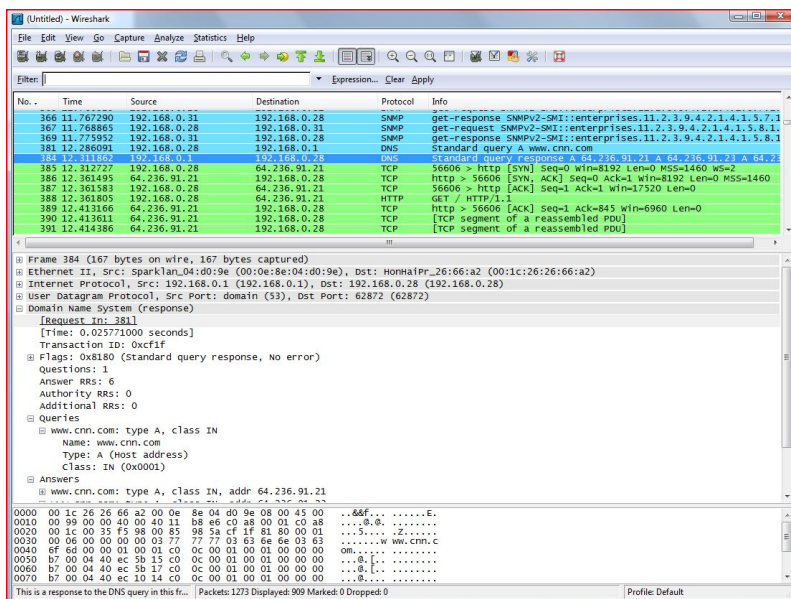 (Untitled) - Wireshark
File Edit View Go Capture Analyze Statistics Help
Filter: Expression... Clear Apply
No. . Time Source Destination Protocol Info
366 11.767290 192.168.0.31 192.168.0.28 SNMP get-response SNMPv2-SMI::enterprises.11.2.3.9.4.2.1.4.1.5.7.1
367 11.768865 192.168.0.28 192.168.0.31 SNMP get-request SNMPv2-SMI::enterprises.11.2.3.9.4.2.1.4.1.5.8.1.
369 11.775952 192.168.0.31 192.168.0.28 SNMP get-response SNMPv2-SMI::enterprises.11.2.3.9.4.2.1.4.1.5.8.1
381 12.286091 192.168.0.28 192.168.0.1 DNS Standard query A www.cnn.com
384 12.311862 192.168.0.1 192.168.0.28 DNS Standard query response A 64.236.91.21 A 64.236.91.23 A 64.23
385 12.312727 192.168.0.28 64.236.91.21 TCP 56606 > http [SYN] Seq=0 Win=8192 Len=0 MSS=1460 WS=2
386 12.361495 64.236.91.21 192.168.0.28 TCP http > 56606 [SYN, ACK] Seq=0 Ack=1 Win=8192 Len=0 MSS=1460
387 12.361583 192.168.0.28 64.236.91.21 TCP 56606 > http [ACK] Seq=1 Ack=1 Win=17520 Len=0
388 12.361805 192.168.0.28 64.236.91.21 HTTP GET / HTTP/1.1
389 12.413166 64.236.91.21 192.168.0.28 TCP http > 56606 [ACK] Seq=1 Ack=845 Win=6960 Len=0
390 12.413611 64.236.91.21 192.168.0.28 TCP [TCP segment of a reassembled PDU]
391 12.414386 64.236.91.21 192.168.0.28 TCP [TCP segment of a reassembled PDU]
Frame 384 (167 bytes on wire, 167 bytes captured)
Ethernet II, Src: Sparklan_04:d0:9e (00:0e:8e:04:d0:9e), Dst: HonHaiPr_26:66:a2 (00:1c:26:26:66:a2)
Internet Protocol, Src: 192.168.0.1 (192.168.0.1), Dst: 192.168.0.28 (192.168.0.28)
User Datagram Protocol, Src Port: domain (53), Dst Port: 62872 (62872)
Domain Name System (response)
[Request In: 381]
[Time: 0.025771000 seconds]
Transaction ID: 0xcf1f
Flags: 0x8180 (Standard query response, No error)
Questions: 1
Answer RRs: 6
Authority RRs: 0
Additional RRs: 0
Queries
www.cnn.com: type A, class IN
Name: www.cnn.com
Type: A (Host address)
Class: IN (0x0001)
Answers
www.cnn.com: type A, class IN, addr 64.236.91.21
0000 00 1c 26 26 66 a2 00 0e 8e 04 d0 9e 08 00 45 00 ..&&f... ......E.
0010 00 99 00 00 40 00 40 11 b8 e6 c0 a8 00 01 c0 a8 ....@.@. ........
0020 00 1c 00 35 f5 98 00 85 98 5a cf 1f 81 80 00 01 ...5.... .Z......
0030 00 06 00 00 00 00 03 77 77 77 03 63 6e 6e 03 63 .......w ww.cnn.c
0040 6f 6d 00 00 01 00 01 c0 0c 00 01 00 01 00 00 00 om...... ........
0050 b7 00 04 40 ec 5b 15 c0 0c 00 01 00 01 00 00 00 ...@.[.. ........
0060 b7 00 04 40 ec 5b 17 c0 0c 00 01 00 01 00 00 00 ...@.[.. ........
0070 b7 00 04 40 ec 10 14 c0 0c 00 01 00 01 00 00 00 ...@.... ........
This is a response to the DNS query in this fr... Packets: 1273 Displayed: 909 Marked: 0 Dropped: 0 Profile: Default